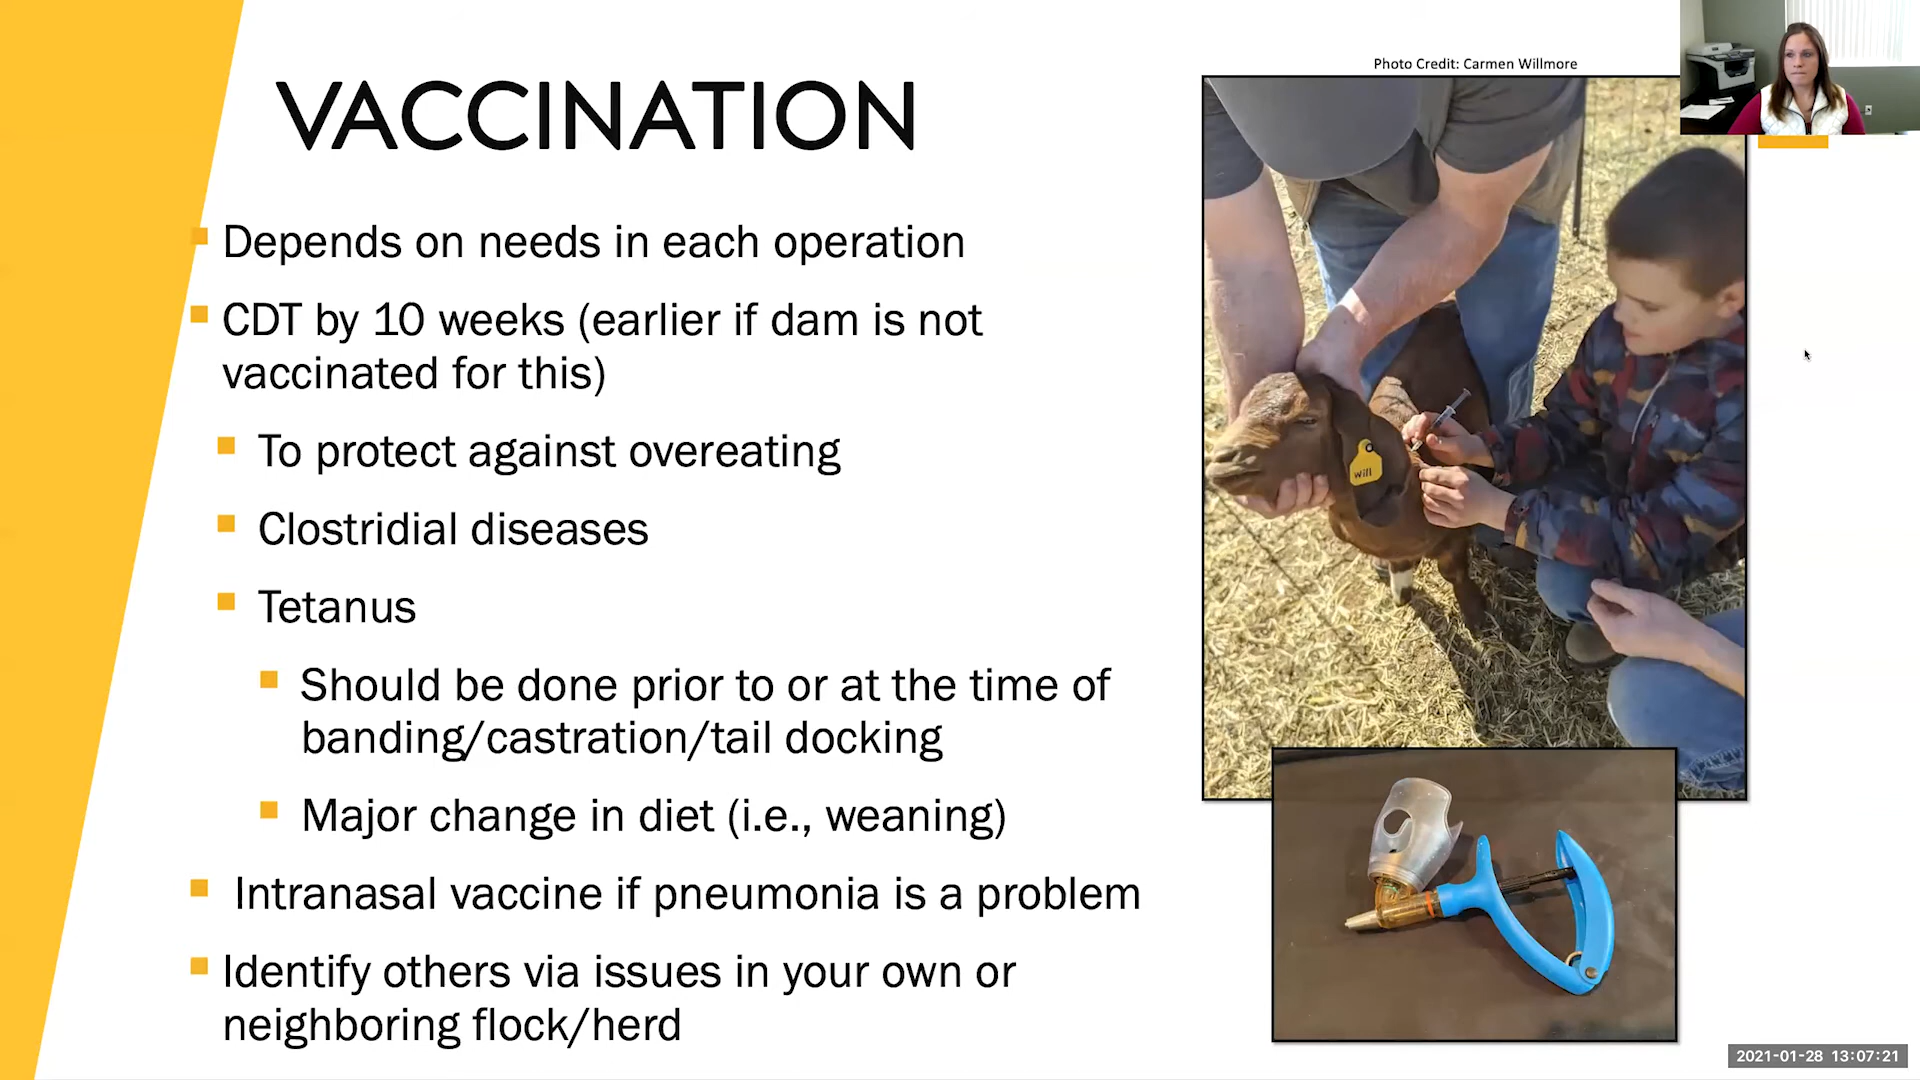 Photo Credit: Carmen Willmore
VACCINATION
Depends on needs in each operation
CDT by 10 weeks (earlier if dam is not
vaccinated for this)
To protect against overeating
Clostridial diseases
Tetanus
Should be done prior to or at the time of
banding/castration/tail docking
Major change in diet (i.e., weaning)
Intranasal vaccine if pneumonia is a problem
Identify others via issues in your own or
neighboring flock/herd
will
2021-01-28 13:07:21